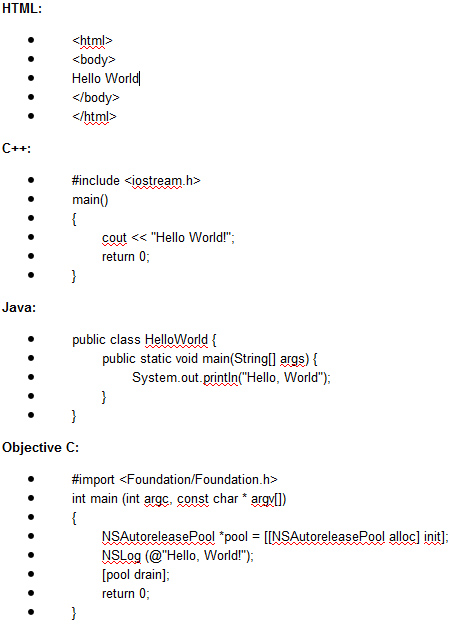 HTML:
• <html>
• <body>
• Hello World
• </body>
• </html>
C++:
• #include <iostream.h>
• main()
• {
• cout << "Hello World!";
• return 0;
• }
Java:
• public class HelloWorld {
• public static void main(String[] args) {
• System.out.println("Hello, World");
• }
• }
Objective C:
• #import <Foundation/Foundation.h>
• int main (int argc, const char * argv[])
• {
• NSAutoreleasePool *pool = [[NSAutoreleasePool alloc] init];
• NSLog (@"Hello, World!");
• [pool drain];
• return 0;
• }